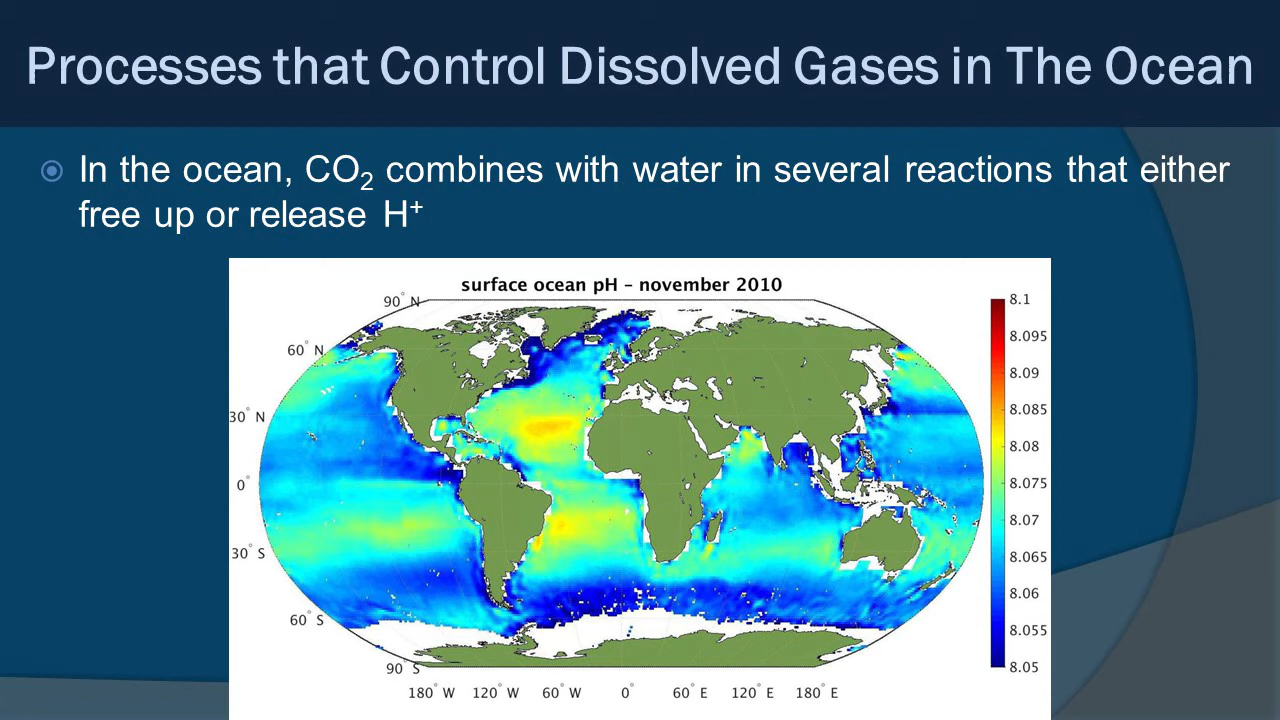 Processes that Control Dissolved Gases in The Ocean
In the ocean, CO₂ combines with water in several reactions that either
free up or release H⁺
surface ocean pH – november 2010
90° N
60° N
30° N
0°
30° S
60° S
90° S
180° W 120° W 60° W 0° 60° E 120° E 180° E
8.1
8.095
8.09
8.085
8.08
8.075
8.07
8.065
8.06
8.055
8.05